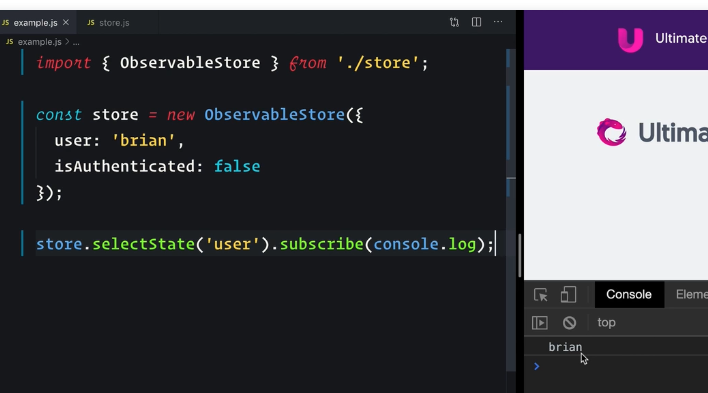 JS example.js ×
JS store.js
JS example.js > ...
import { ObservableStore } from './store';
const store = new ObservableStore({
user: 'brian',
isAuthenticated: false
});
store.selectState('user').subscribe(console.log);
Ultimate
Ultima
Console
Eleme
top
brian